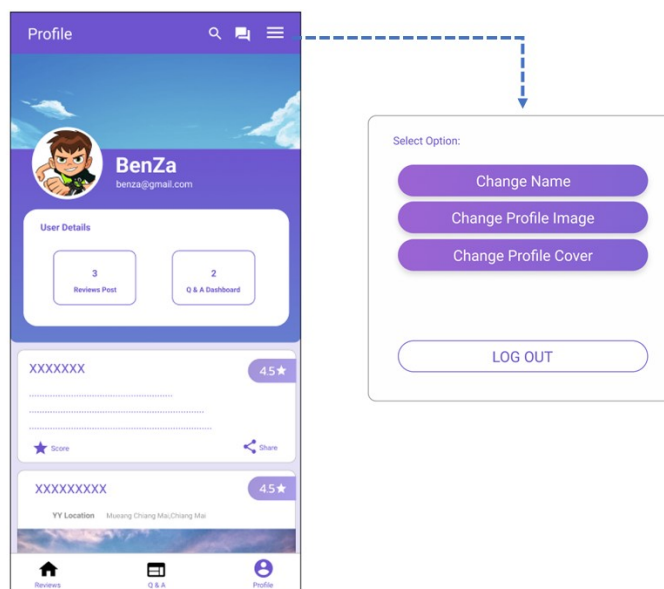 Profile
BenZa
benza@gmail.com
User Details
3
Reviews Post
2
Q & A Dashboard
XXXXXXX
4.5★
Score
Share
XXXXXXXXX
4.5★
YY Location Mueang Chiang Mai,Chiang Mai
Reviews
Q & A
Profile
Select Option:
Change Name
Change Profile Image
Change Profile Cover
LOG OUT